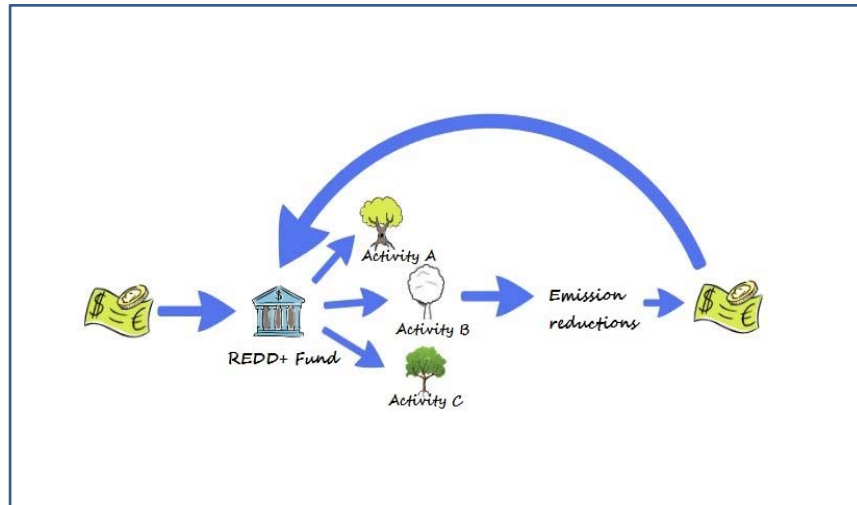 Activity A
Activity B
Emission
reductions
REDD+ Fund
Activity C